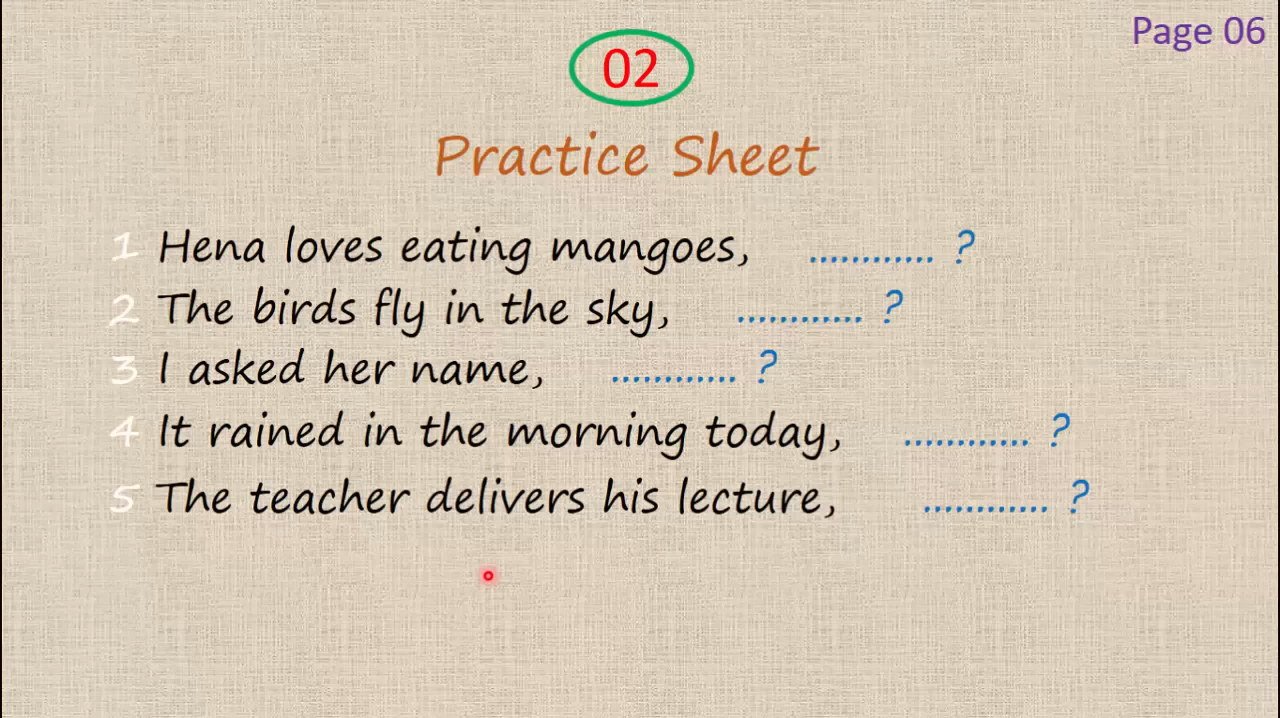 Page 06
02
Practice Sheet
1 Hena loves eating mangoes, ............ ?
2 The birds fly in the sky, ............ ?
3 I asked her name, ............ ?
4 It rained in the morning today, ............ ?
5 The teacher delivers his lecture, ............ ?